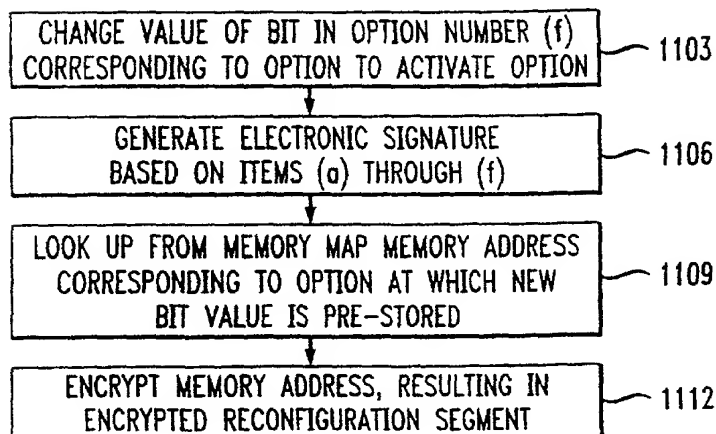 CHANGE VALUE OF BIT IN OPTION NUMBER (f)
CORRESPONDING TO OPTION TO ACTIVATE OPTION
1103
GENERATE ELECTRONIC SIGNATURE
BASED ON ITEMS (a) THROUGH (f)
1106
LOOK UP FROM MEMORY MAP MEMORY ADDRESS
CORRESPONDING TO OPTION AT WHICH NEW
BIT VALUE IS PRE-STORED
1109
ENCRYPT MEMORY ADDRESS, RESULTING IN
ENCRYPTED RECONFIGURATION SEGMENT
1112